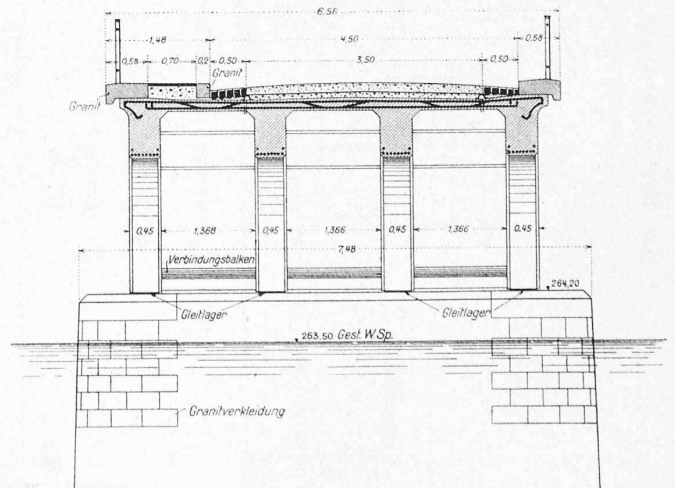 6,56
1,48 4,50 0,58
0,58 0,70 0,2 0,50 3,50 0,50
Granit
Granit
0,45 1,368 0,45 1,366 0,45 1,366 0,45
7,48
Verbindungsbalken
264,20
Gleitlager Gleitlager
263,50 Gest. W.Sp.
Granitverkleidung